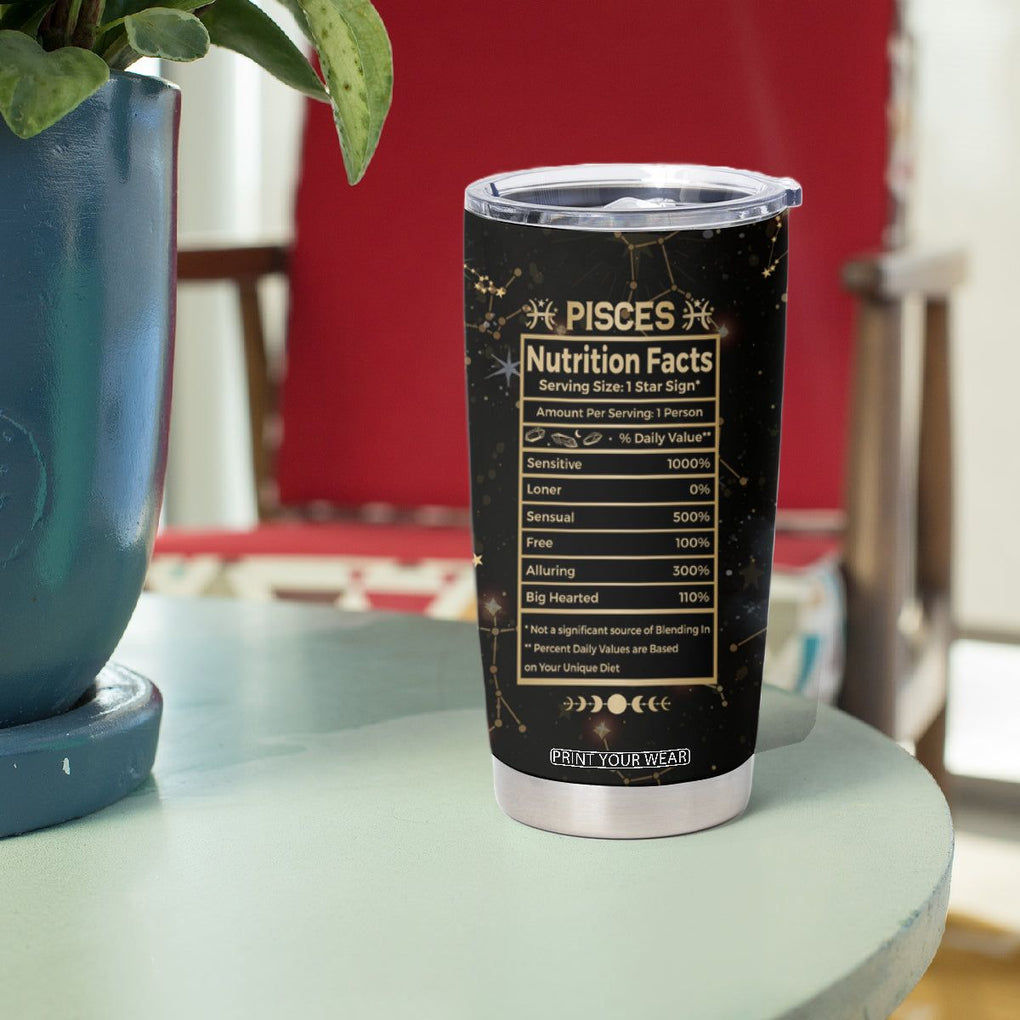 PISCES
Nutrition Facts
Serving Size: 1 Star Sign*
Amount Per Serving: 1 Person
• % Daily Value**
Sensitive 1000%
Loner 0%
Sensual 500%
Free 100%
Alluring 300%
Big Hearted 110%
* Not a significant source of Blending In
** Percent Daily Values are Based
on Your Unique Diet
PRINT YOUR WEAR